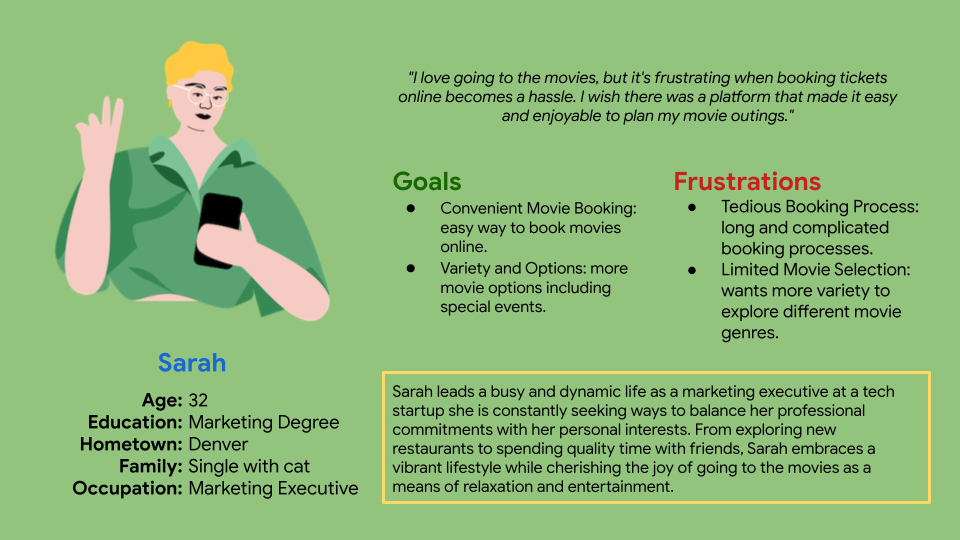 "I love going to the movies, but it's frustrating when booking tickets
online becomes a hassle. I wish there was a platform that made it easy
and enjoyable to plan my movie outings."
Goals
● Convenient Movie Booking:
easy way to book movies
online.
● Variety and Options: more
movie options including
special events.
Frustrations
● Tedious Booking Process:
long and complicated
booking processes.
● Limited Movie Selection:
wants more variety to
explore different movie
genres.
Sarah
Age: 32
Education: Marketing Degree
Hometown: Denver
Family: Single with cat
Occupation: Marketing Executive
Sarah leads a busy and dynamic life as a marketing executive at a tech
startup she is constantly seeking ways to balance her professional
commitments with her personal interests. From exploring new
restaurants to spending quality time with friends, Sarah embraces a
vibrant lifestyle while cherishing the joy of going to the movies as a
means of relaxation and entertainment.